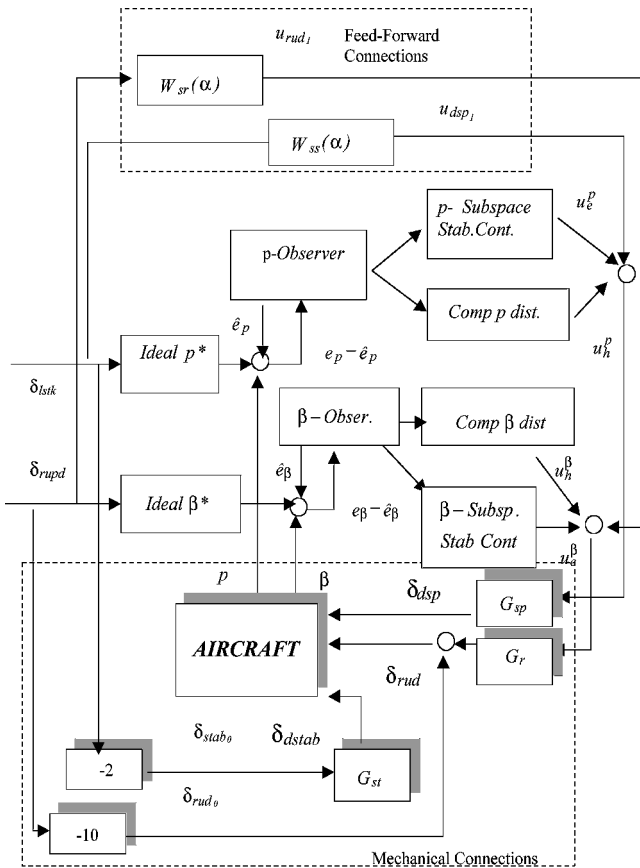 u_rud₁
Feed-Forward
Connections
W_sr(α)
u_dsp₁
W_ss(α)
p- Subspace
Stab.Cont.
u_e^p
p-Observer
Comp p dist.
u_h^p
ê_p
Ideal p*
e_p – ê_p
δ_lstk
β – Obser.
Comp β dist
δ_rupd
ê_β
u_h^β
Ideal β*
e_β – ê_β
β – Subsp.
Stab Cont
u_e^β
p
β
δ_dsp
G_sp
AIRCRAFT
δ_rud
G_r
δ_stab₀
δ_dstab
-2
G_st
δ_rud₀
-10
Mechanical Connections